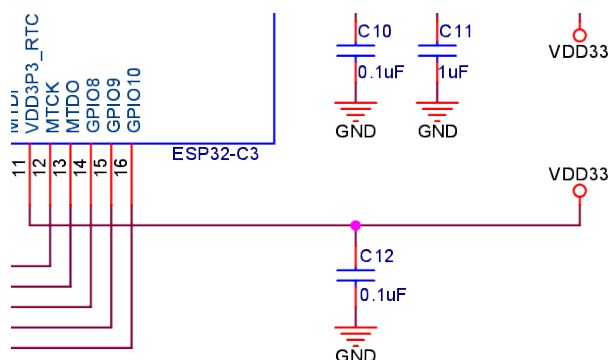 C10
0.1uF
GND
C11
1uF
GND
VDD33
VDD3P3_RTC
MTCK
MTDO
GPIO8
GPIO9
GPIO10
ESP32-C3
11
12
13
14
15
16
VDD33
C12
0.1uF
GND